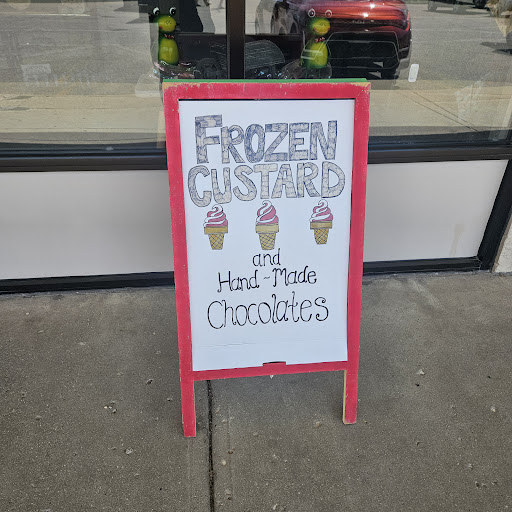 FROZEN
CUSTARD
and
Hand-Made
Chocolates